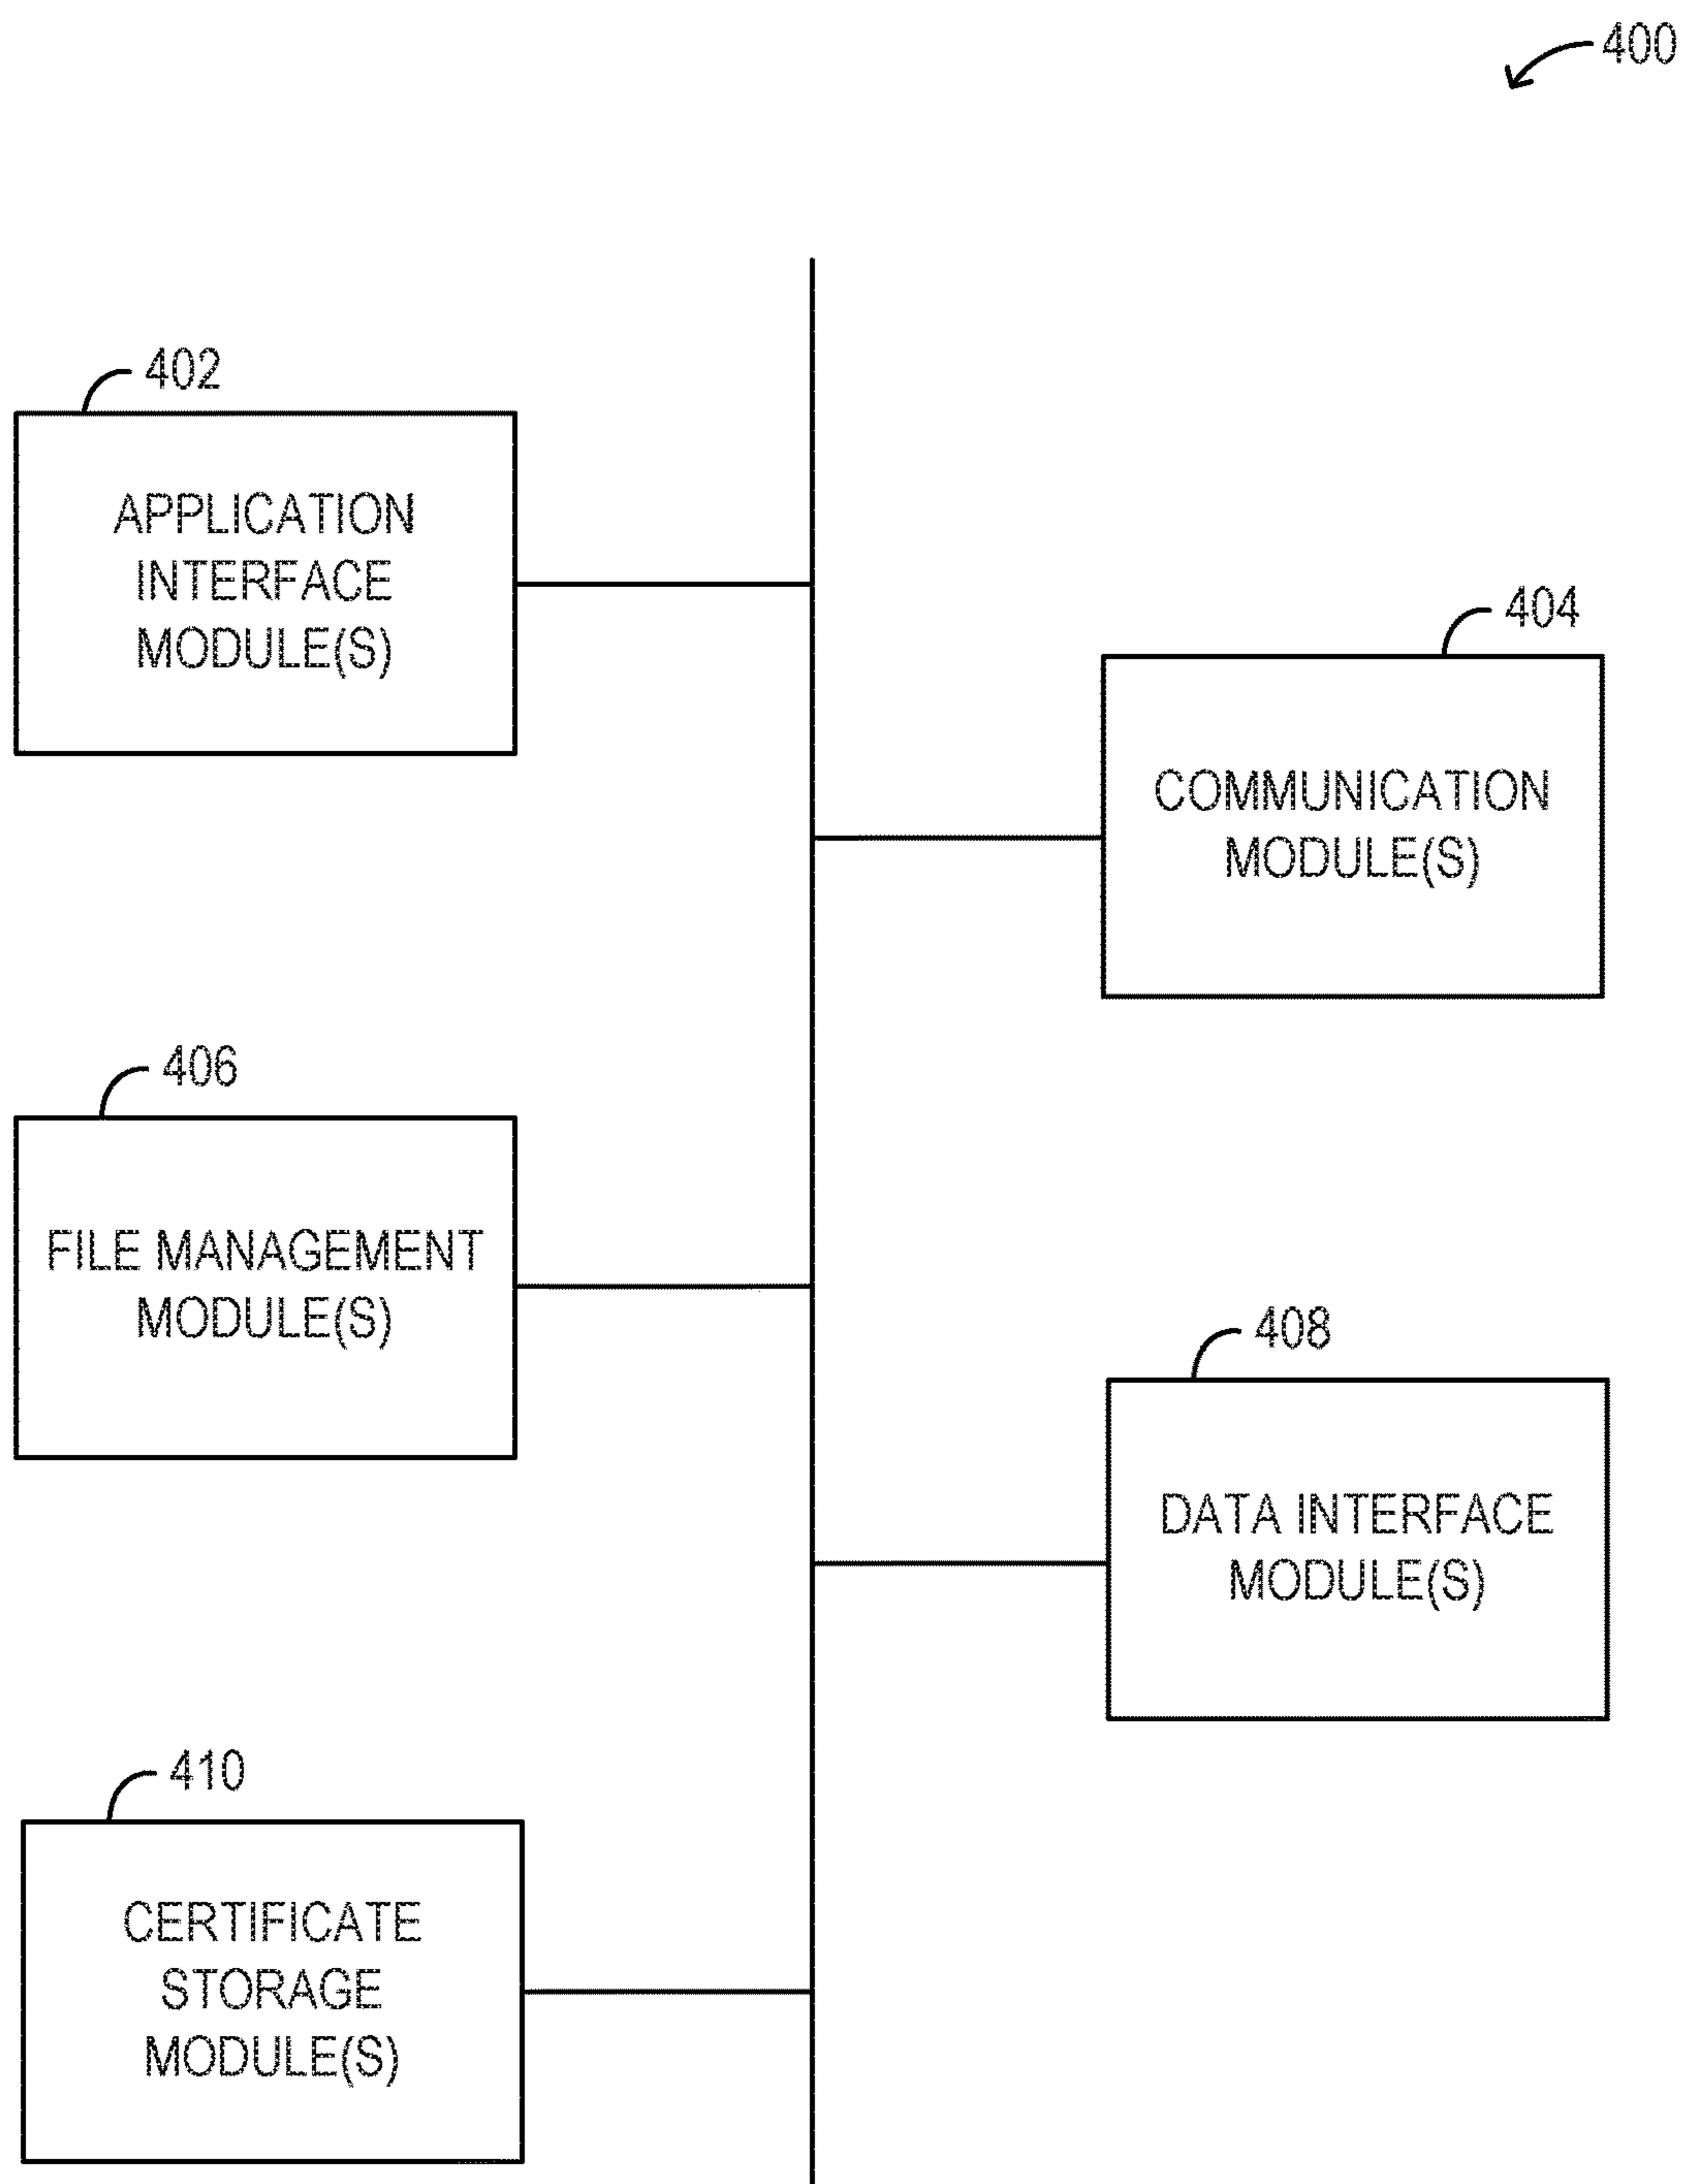 400
402
APPLICATION
INTERFACE
MODULE(S)
404
COMMUNICATION
MODULE(S)
406
FILE MANAGEMENT
MODULE(S)
408
DATA INTERFACE
MODULE(S)
410
CERTIFICATE
STORAGE
MODULE(S)